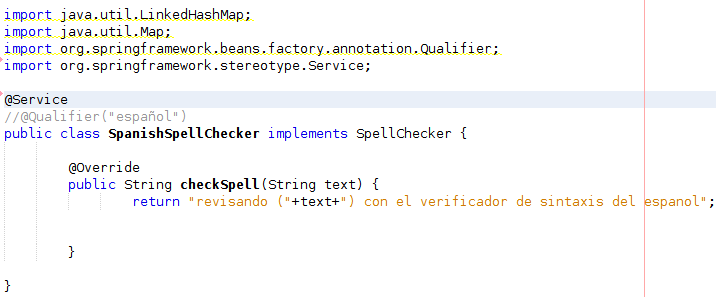 import java.util.LinkedHashMap;
import java.util.Map;
import org.springframework.beans.factory.annotation.Qualifier;
import org.springframework.stereotype.Service;
@Service
//@Qualifier("español")
public class SpanishSpellChecker implements SpellChecker {
@Override
public String checkSpell(String text) {
return "revisando ("+text+") con el verificador de sintaxis del espanol";
}
}